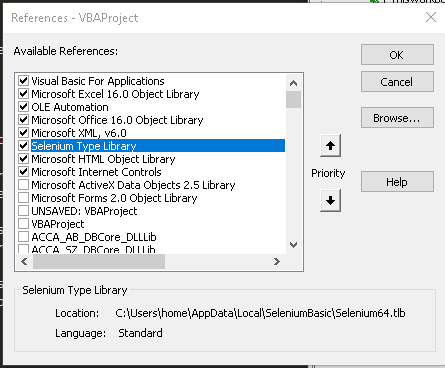 References - VBAProject
Available References:
Visual Basic For Applications
Microsoft Excel 16.0 Object Library
OLE Automation
Microsoft Office 16.0 Object Library
Microsoft XML, v6.0
Selenium Type Library
Microsoft HTML Object Library
Microsoft Internet Controls
Microsoft ActiveX Data Objects 2.5 Library
Microsoft Forms 2.0 Object Library
UNSAVED: VBAProject
VBAProject
ACCA_AB_DBCore_DLLLib
ACCA_SZ_DBCore_DLLLib
OK
Cancel
Browse...
Priority
Help
Selenium Type Library
Location: C:\Users\home\AppData\Local\SeleniumBasic\Selenium64.tlb
Language: Standard